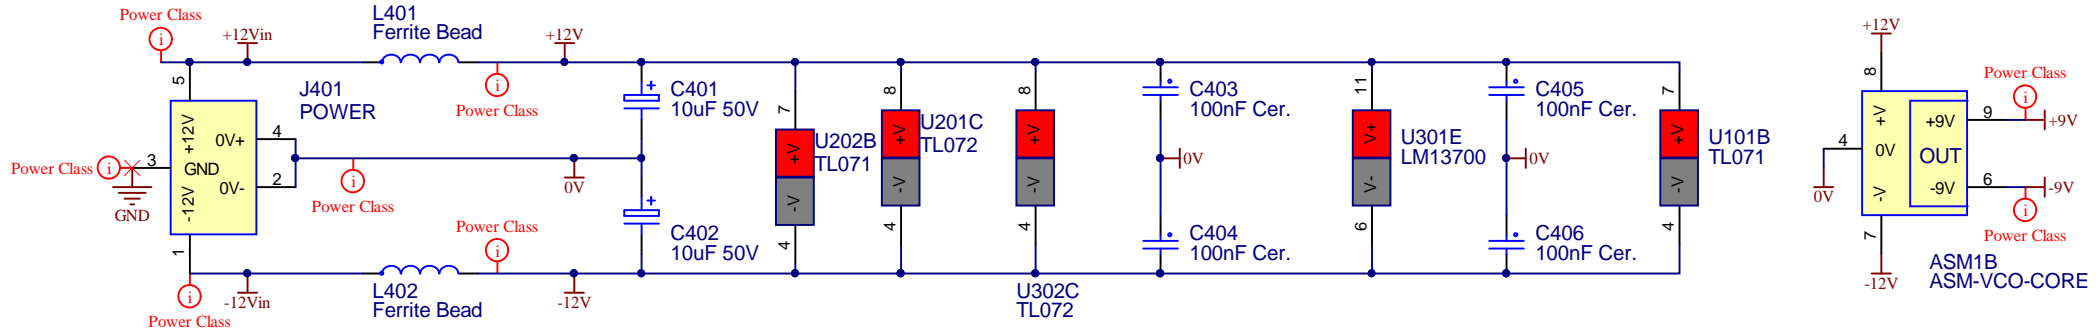 Power Class
+12Vin
L401
Ferrite Bead
+12V
Power Class
5
+12V
GND
-12V
0V+
0V-
4
2
3
1
J401
POWER
Power Class
GND
Power Class
0V
Power Class
-12Vin
L402
Ferrite Bead
Power Class
-12V
C401
10uF 50V
C402
10uF 50V
7
+V
-V
4
U202B
TL071
8
+V
-V
4
U201C
TL072
8
+V
-V
4
U302C
TL072
C403
100nF Cer.
0V
C404
100nF Cer.
11
V+
V-
6
U301E
LM13700
C405
100nF Cer.
0V
C406
100nF Cer.
7
+V
-V
4
U101B
TL071
+12V
8
+V
0V
-V
4
0V
+9V
OUT
-9V
9
Power Class
+9V
6
-9V
Power Class
7
-12V
ASM1B
ASM-VCO-CORE